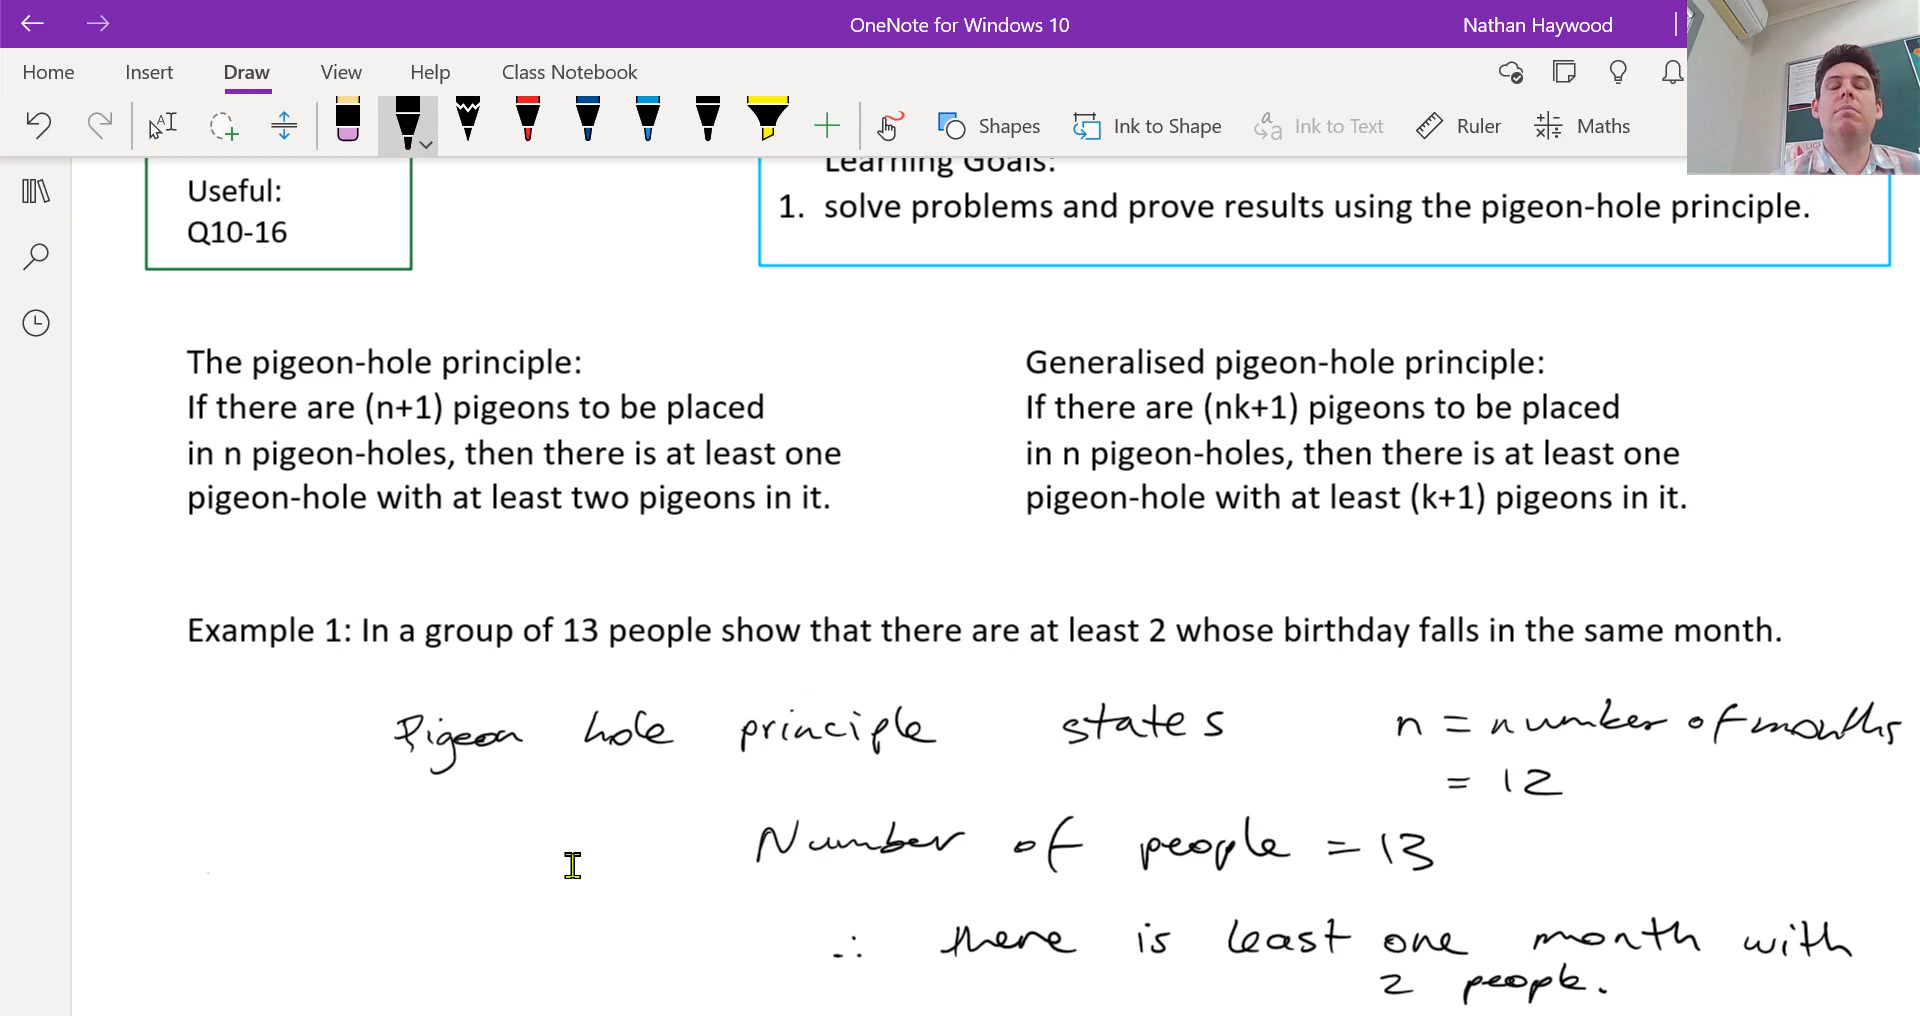 OneNote for Windows 10
Nathan Haywood
Home Insert Draw View Help Class Notebook
Shapes Ink to Shape Ink to Text Ruler Maths
Learning Goals:
Useful:
Q10-16
1. solve problems and prove results using the pigeon-hole principle.
The pigeon-hole principle:
If there are (n+1) pigeons to be placed
in n pigeon-holes, then there is at least one
pigeon-hole with at least two pigeons in it.
Generalised pigeon-hole principle:
If there are (nk+1) pigeons to be placed
in n pigeon-holes, then there is at least one
pigeon-hole with at least (k+1) pigeons in it.
Example 1: In a group of 13 people show that there are at least 2 whose birthday falls in the same month.
Pigeon hole principle states n = number of months
= 12
Number of people = 13
∴ there is least one month with
2 people.